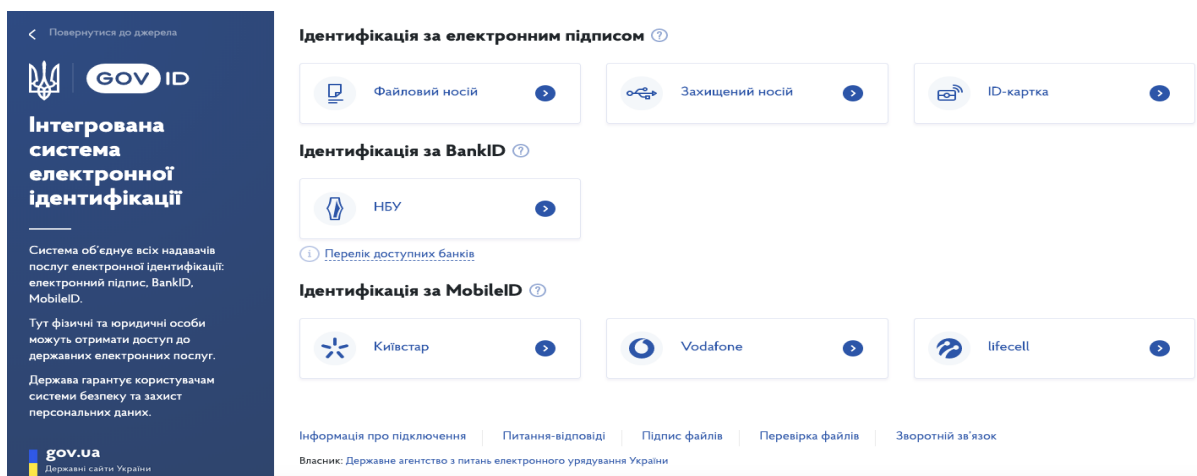 Повернутися до джерела
GOV ID
Інтегрована
система
електронної
ідентифікації
Система об’єднує всіх надавачів
послуг електронної ідентифікації:
електронний підпис, BankID,
MobileID.
Тут фізичні та юридичні особи
можуть отримати доступ до
державних електронних послуг.
Держава гарантує користувачам
системи безпеку та захист
персональних даних.
gov.ua
Державні сайти України
Ідентифікація за електронним підписом ?
Файловий носій
Захищений носій
ID-картка
Ідентифікація за BankID ?
НБУ
i Перелік доступних банків
Ідентифікація за MobileID ?
Київстар
Vodafone
lifecell
Інформація про підключення
Питання-відповіді
Підпис файлів
Перевірка файлів
Зворотній зв'язок
Власник: Державне агентство з питань електронного урядування України